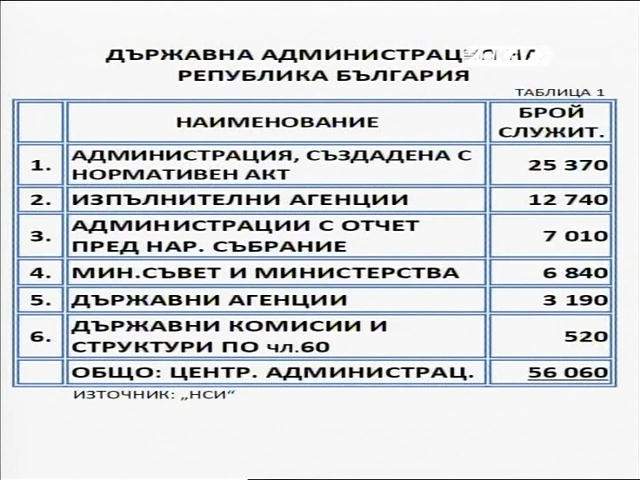 ДЪРЖАВНА АДМИНИСТРАЦИЯ НА
РЕПУБЛИКА БЪЛГАРИЯ
ТАБЛИЦА 1
НАИМЕНОВАНИЕ БРОЙ
СЛУЖИТ.
1. АДМИНИСТРАЦИЯ, СЪЗДАДЕНА С
НОРМАТИВЕН АКТ 25 370
2. ИЗПЪЛНИТЕЛНИ АГЕНЦИИ 12 740
3. АДМИНИСТРАЦИИ С ОТЧЕТ
ПРЕД НАР. СЪБРАНИЕ 7 010
4. МИН.СЪВЕТ И МИНИСТЕРСТВА 6 840
5. ДЪРЖАВНИ АГЕНЦИИ 3 190
6. ДЪРЖАВНИ КОМИСИИ И
СТРУКТУРИ ПО чл.60 520
ОБЩО: ЦЕНТР. АДМИНИСТРАЦ. 56 060
ИЗТОЧНИК: „НСИ“